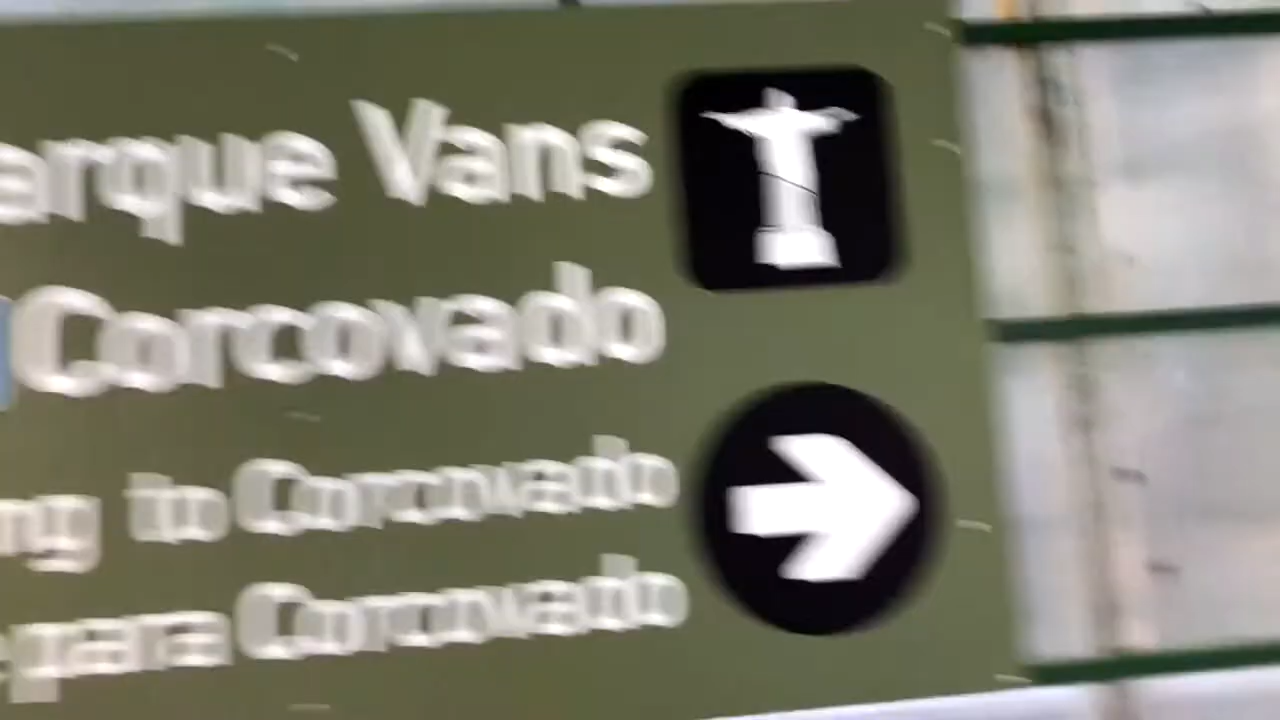 arque Vans
Corcovado
ng to Corcovado
para Corcovado